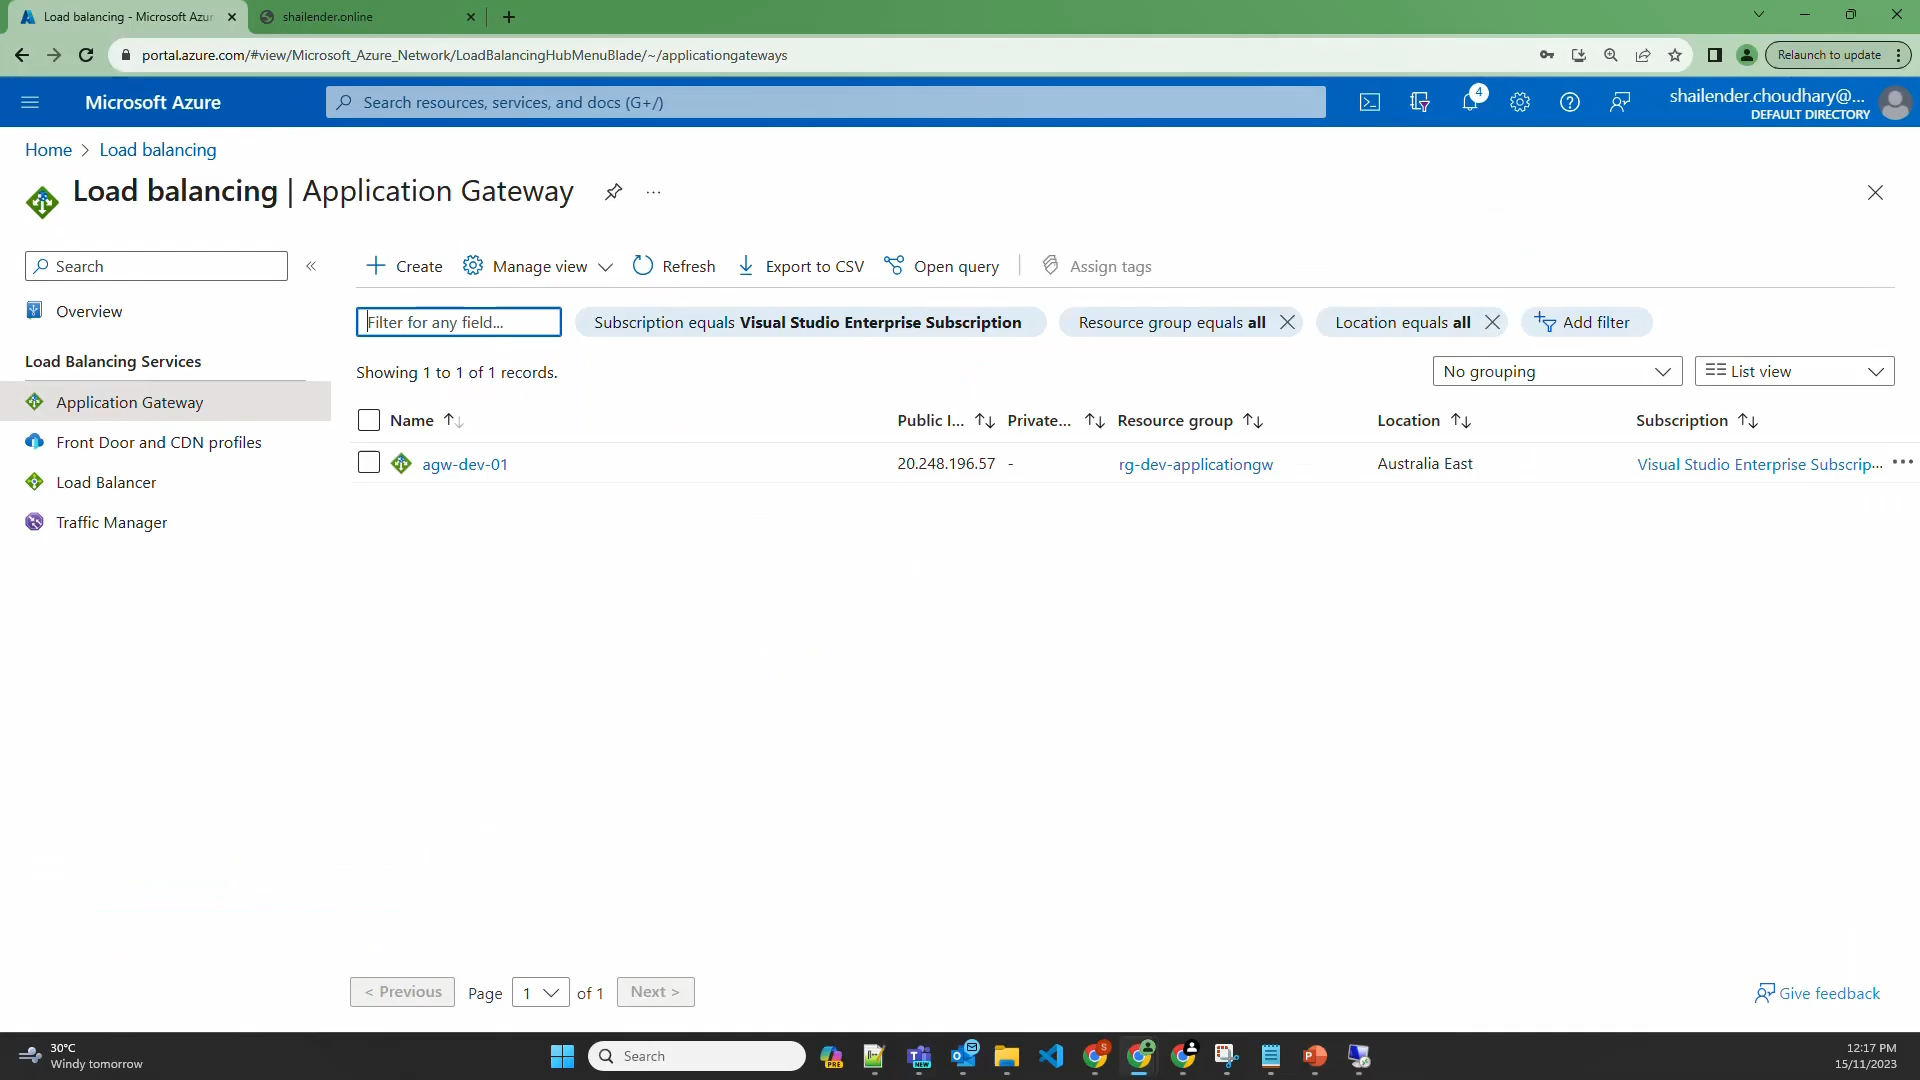 Load balancing - Microsoft Azur
shailender.online
portal.azure.com/#view/Microsoft_Azure_Network/LoadBalancingHubMenuBlade/~/applicationgateways
Relaunch to update
Microsoft Azure
Search resources, services, and docs (G+/)
4
shailender.choudhary@...
DEFAULT DIRECTORY
Home > Load balancing
Load balancing | Application Gateway
...
Search
«
Create
Manage view
Refresh
Export to CSV
Open query
Assign tags
Overview
Filter for any field...
Subscription equals Visual Studio Enterprise Subscription
Resource group equals all
Location equals all
Add filter
Load Balancing Services
Showing 1 to 1 of 1 records.
No grouping
List view
Application Gateway
Front Door and CDN profiles
Load Balancer
Traffic Manager
Name
Public I...
Private...
Resource group
Location
Subscription
agw-dev-01
20.248.196.57
-
rg-dev-applicationgw
Australia East
Visual Studio Enterprise Subscrip...
...
< Previous
Page
1
of 1
Next >
Give feedback
30°C
Windy tomorrow
Search
PRE
NEW
S
P
12:17 PM
15/11/2023